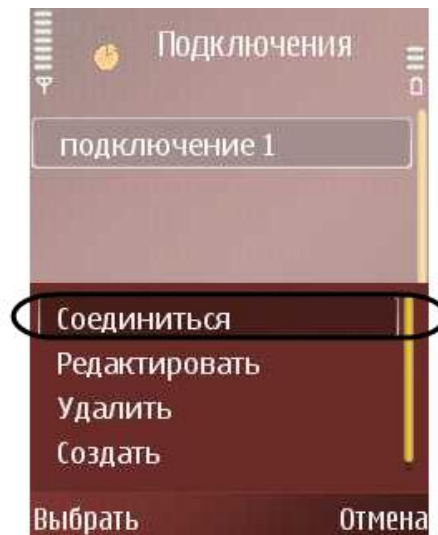 Подключения
подключение 1
Соединиться
Редактировать
Удалить
Создать
Выбрать Отмена